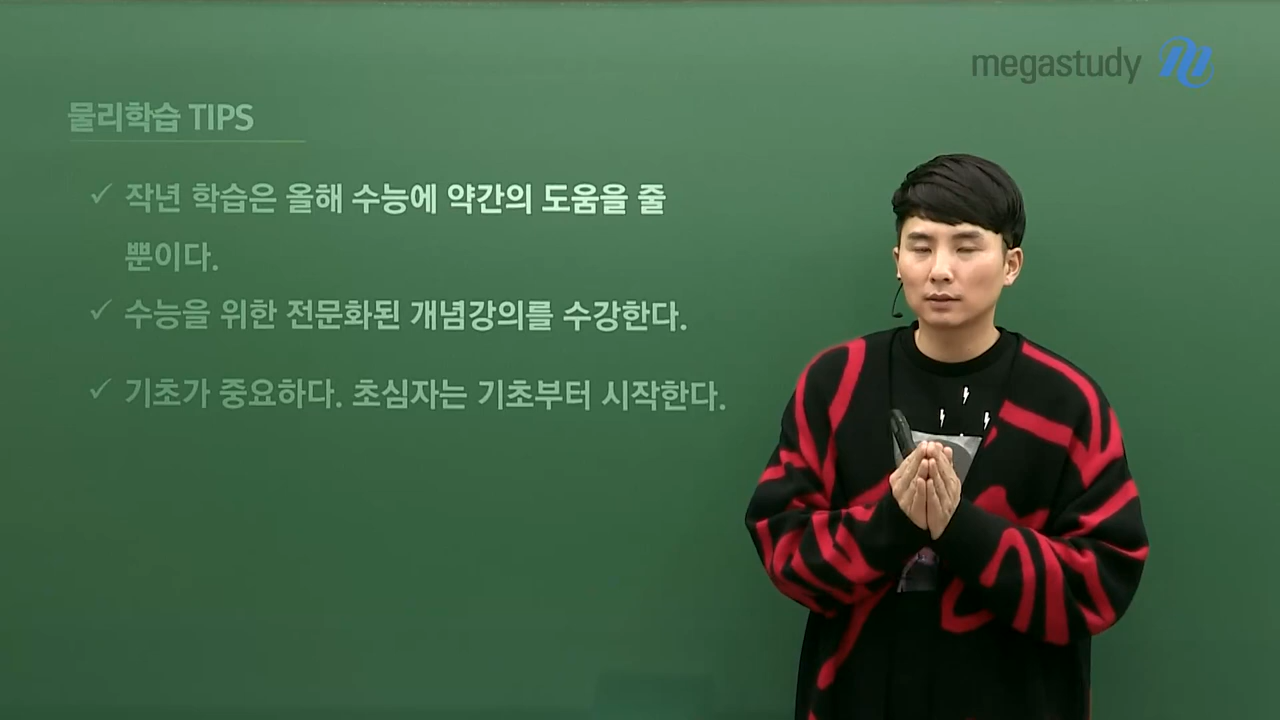 megastudy
물리학습 TIPS
✓ 작년 학습은 올해 수능에 약간의 도움을 줄
뿐이다.
✓ 수능을 위한 전문화된 개념강의를 수강한다.
✓ 기초가 중요하다. 초심자는 기초부터 시작한다.